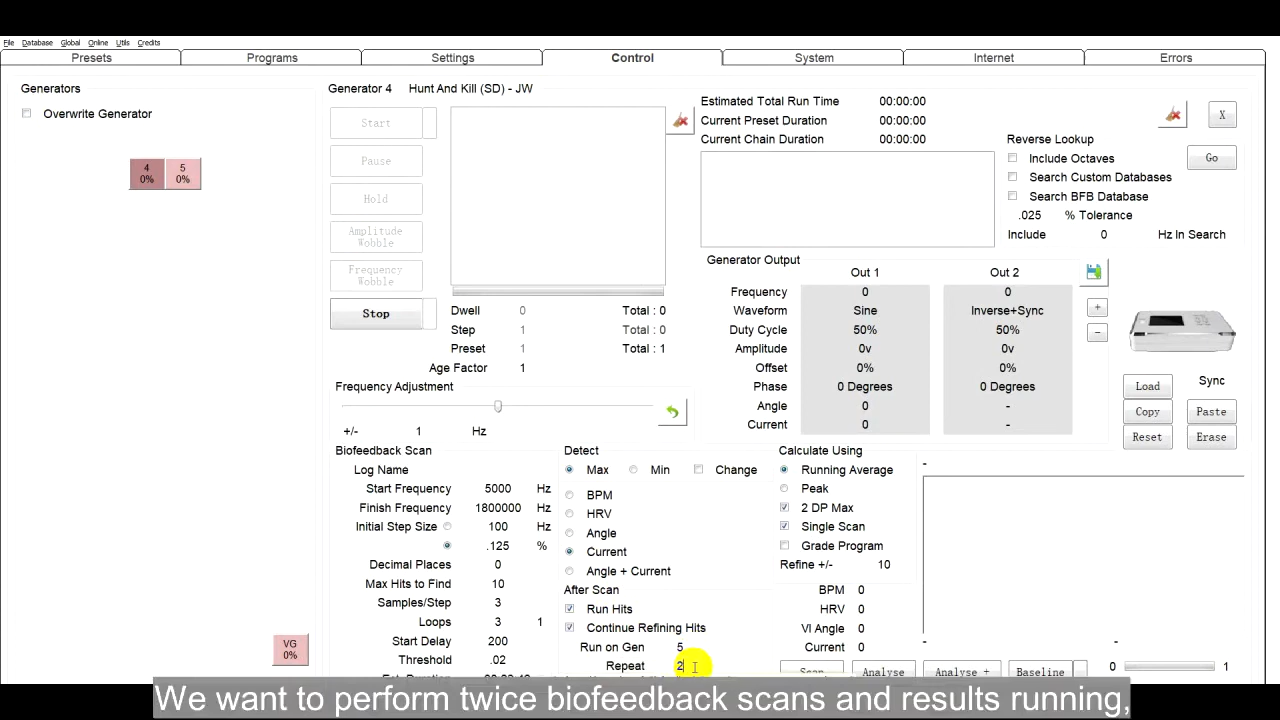 File Database Global Online Utils Credits
Presets Programs Settings Control System Internet Errors
Generators
Overwrite Generator
4
0%
5
0%
VG
0%
Generator 4 Hunt And Kill (SD) - JW
Start
Pause
Hold
Amplitude
Wobble
Frequency
Wobble
Stop
Dwell 0 Total : 0
Step 1 Total : 0
Preset 1 Total : 1
Age Factor 1
Frequency Adjustment
+/- 1 Hz
Estimated Total Run Time 00:00:00
Current Preset Duration 00:00:00
Current Chain Duration 00:00:00
X
Reverse Lookup
Include Octaves
Go
Search Custom Databases
Search BFB Database
.025 % Tolerance
Include 0 Hz In Search
Generator Output
Out 1 Out 2
Frequency 0 0
Waveform Sine Inverse+Sync
Duty Cycle 50% 50%
Amplitude 0v 0v
Offset 0% 0%
Phase 0 Degrees 0 Degrees
Angle 0 -
Current 0 -
+
-
Load Sync
Copy Paste
Reset Erase
Biofeedback Scan
Log Name
Start Frequency 5000 Hz
Finish Frequency 1800000 Hz
Initial Step Size 100 Hz
.125 %
Decimal Places 0
Max Hits to Find 10
Samples/Step 3
Loops 3 1
Start Delay 200
Threshold .02
Detect
Max Min Change
BPM
HRV
Angle
Current
Angle + Current
After Scan
Run Hits
Continue Refining Hits
Run on Gen 5
Repeat 2
Calculate Using
Running Average
Peak
2 DP Max
Single Scan
Grade Program
Refine +/- 10
BPM 0
HRV 0
VI Angle 0
Current 0
Scan Analyse Analyse + Baseline
-
- -
0 1
We want to perform twice biofeedback scans and results running,